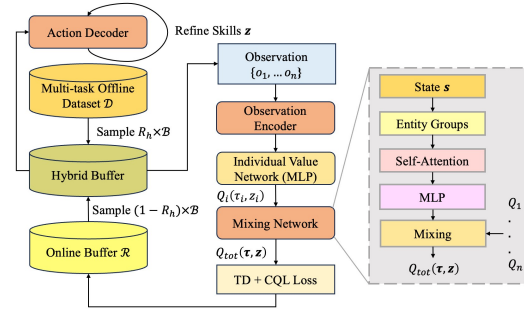 Action Decoder
Refine Skills z
Multi-task Offline
Dataset 𝒟
Sample R_h×ℬ
Hybrid Buffer
Sample (1 − R_h)×ℬ
Online Buffer ℛ
Observation
{o_1, … o_n}
Observation
Encoder
Individual Value
Network (MLP)
Q_i(τ_i, z_i)
Mixing Network
Q_tot(τ, z)
TD + CQL Loss
State s
Entity Groups
Self-Attention
MLP
Mixing
Q_tot(τ, z)
Q_1
.
.
.
Q_n